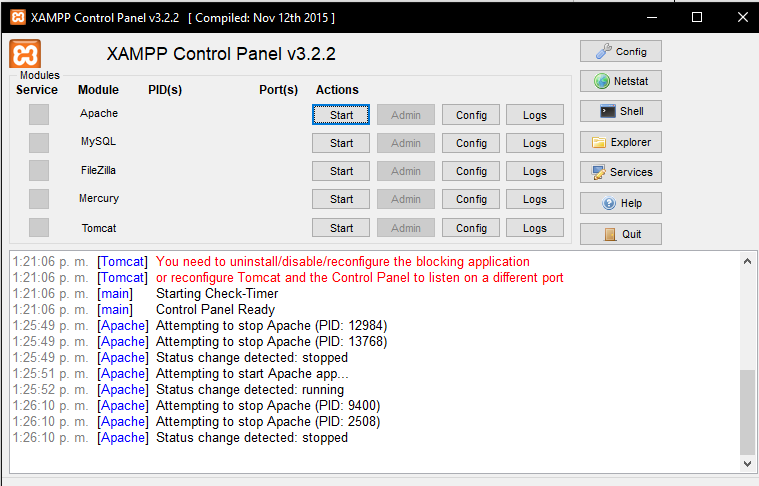 XAMPP Control Panel v3.2.2 [ Compiled: Nov 12th 2015 ]
XAMPP Control Panel v3.2.2
Config
Modules
Service Module PID(s) Port(s) Actions
Netstat
Apache Start Admin Config Logs
Shell
MySQL Start Admin Config Logs
Explorer
FileZilla Start Admin Config Logs
Services
Mercury Start Admin Config Logs
Help
Tomcat Start Admin Config Logs
Quit
1:21:06 p. m. [Tomcat] You need to uninstall/disable/reconfigure the blocking application
1:21:06 p. m. [Tomcat] or reconfigure Tomcat and the Control Panel to listen on a different port
1:21:06 p. m. [main] Starting Check-Timer
1:21:06 p. m. [main] Control Panel Ready
1:25:49 p. m. [Apache] Attempting to stop Apache (PID: 12984)
1:25:49 p. m. [Apache] Attempting to stop Apache (PID: 13768)
1:25:49 p. m. [Apache] Status change detected: stopped
1:25:51 p. m. [Apache] Attempting to start Apache app...
1:25:52 p. m. [Apache] Status change detected: running
1:26:10 p. m. [Apache] Attempting to stop Apache (PID: 9400)
1:26:10 p. m. [Apache] Attempting to stop Apache (PID: 2508)
1:26:10 p. m. [Apache] Status change detected: stopped